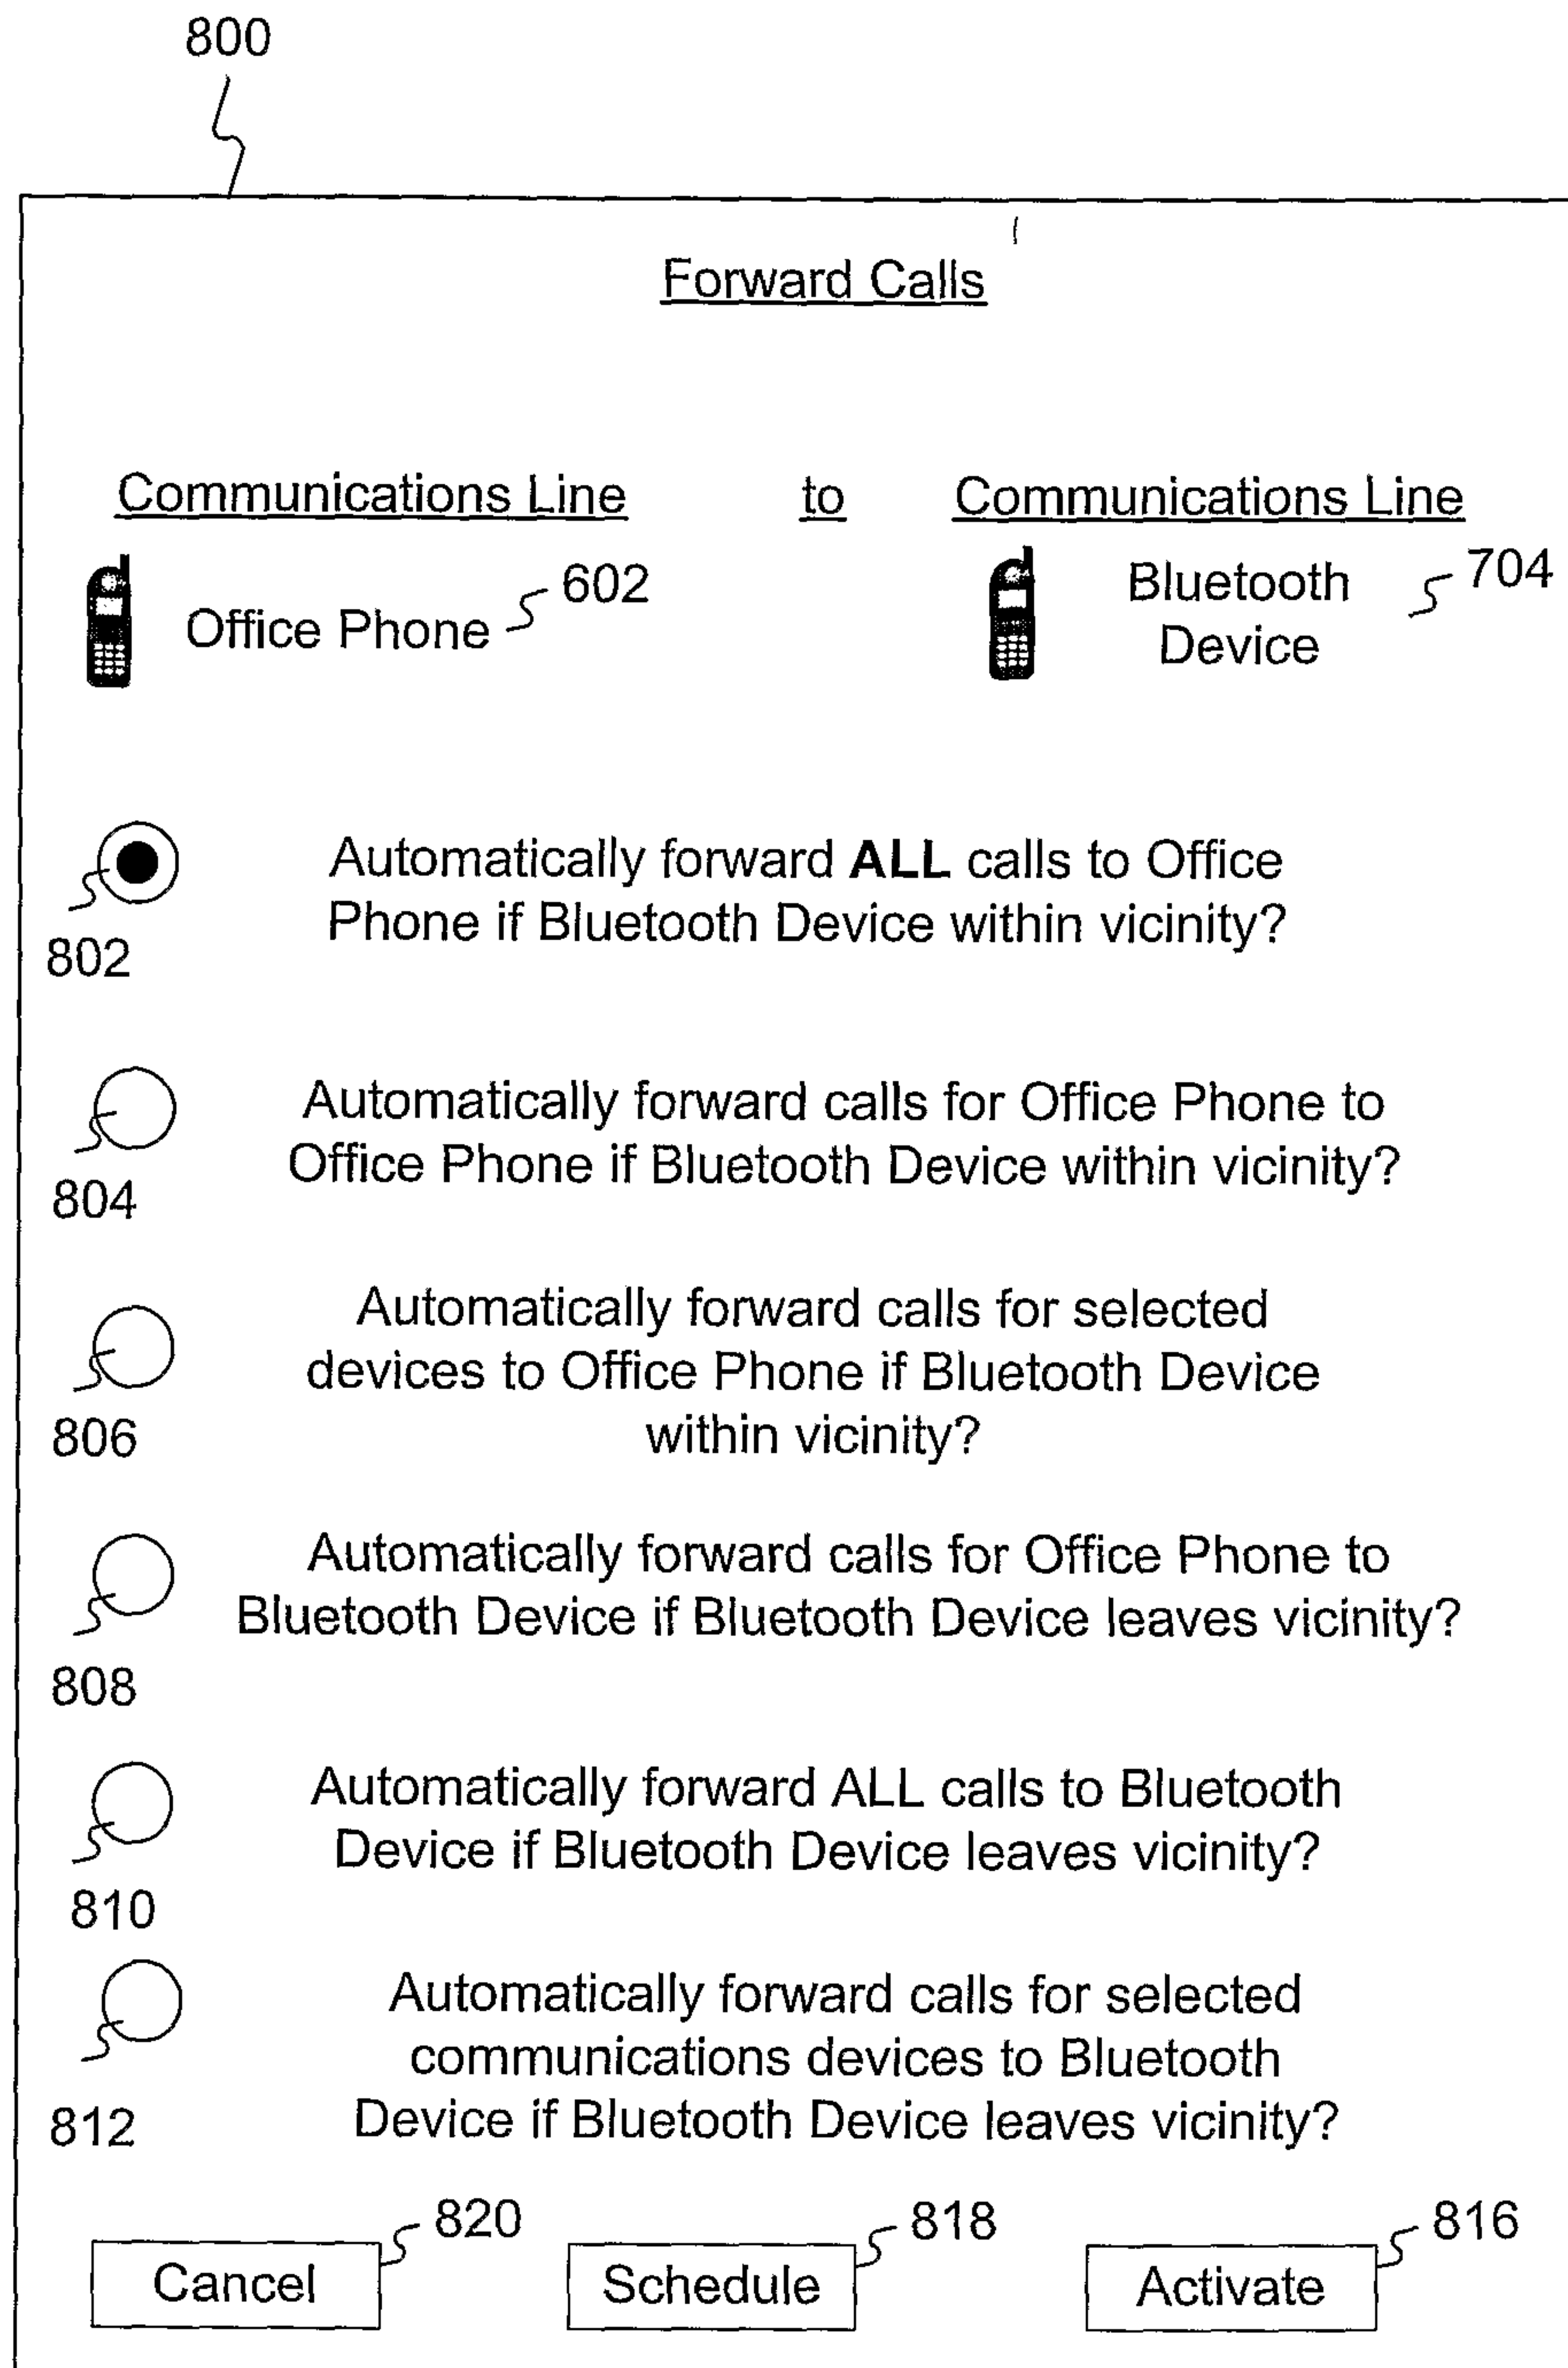 800
Forward Calls
Communications Line to Communications Line
Office Phone 602
Bluetooth 704
Device
Automatically forward ALL calls to Office
Phone if Bluetooth Device within vicinity?
802
Automatically forward calls for Office Phone to
Office Phone if Bluetooth Device within vicinity?
804
Automatically forward calls for selected
devices to Office Phone if Bluetooth Device
within vicinity?
806
Automatically forward calls for Office Phone to
Bluetooth Device if Bluetooth Device leaves vicinity?
808
Automatically forward ALL calls to Bluetooth
Device if Bluetooth Device leaves vicinity?
810
Automatically forward calls for selected
communications devices to Bluetooth
Device if Bluetooth Device leaves vicinity?
812
820 818 816
Cancel Schedule Activate